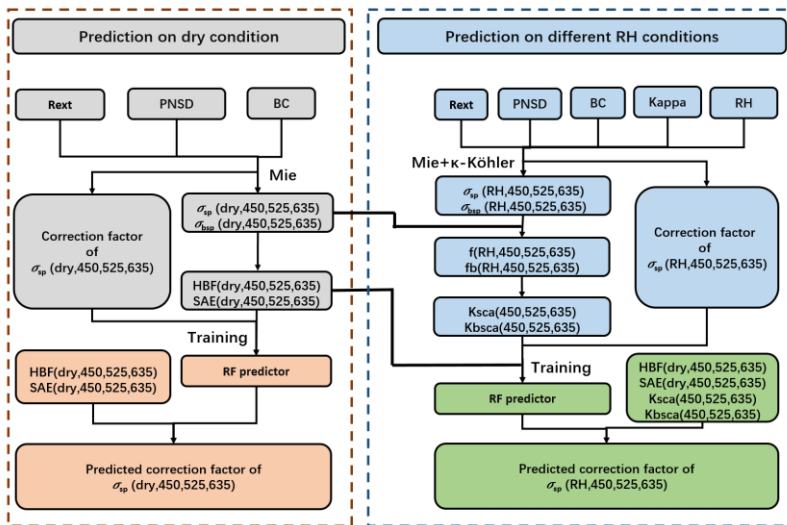 Prediction on dry condition
Rext
PNSD
BC
Mie
Correction factor
of
σsp (dry,450,525,635)
σsp (dry,450,525,635)
σbsp (dry,450,525,635)
HBF(dry,450,525,635)
SAE(dry,450,525,635)
Training
HBF(dry,450,525,635)
SAE(dry,450,525,635)
RF predictor
Predicted correction factor of
σsp (dry,450,525,635)
Prediction on different RH conditions
Rext
PNSD
BC
Kappa
RH
Mie+κ-Köhler
σsp (RH,450,525,635)
σbsp (RH,450,525,635)
Correction factor
of
σsp (RH,450,525,635)
f(RH,450,525,635)
fb(RH,450,525,635)
Ksca(450,525,635)
Kbsca(450,525,635)
Training
RF predictor
HBF(dry,450,525,635)
SAE(dry,450,525,635)
Ksca(450,525,635)
Kbsca(450,525,635)
Predicted correction factor of
σsp (RH,450,525,635)